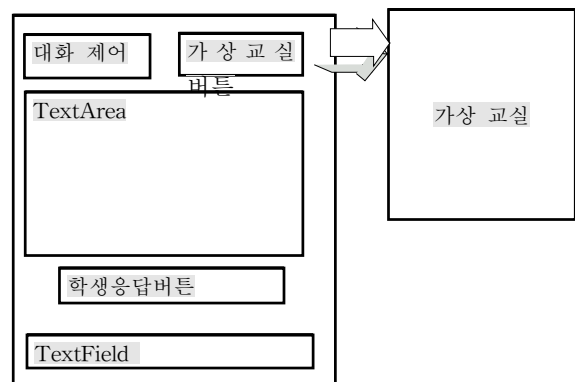 대화 제어
가 상 교 실
버튼
TextArea
가상 교실
학생응답버튼
TextField